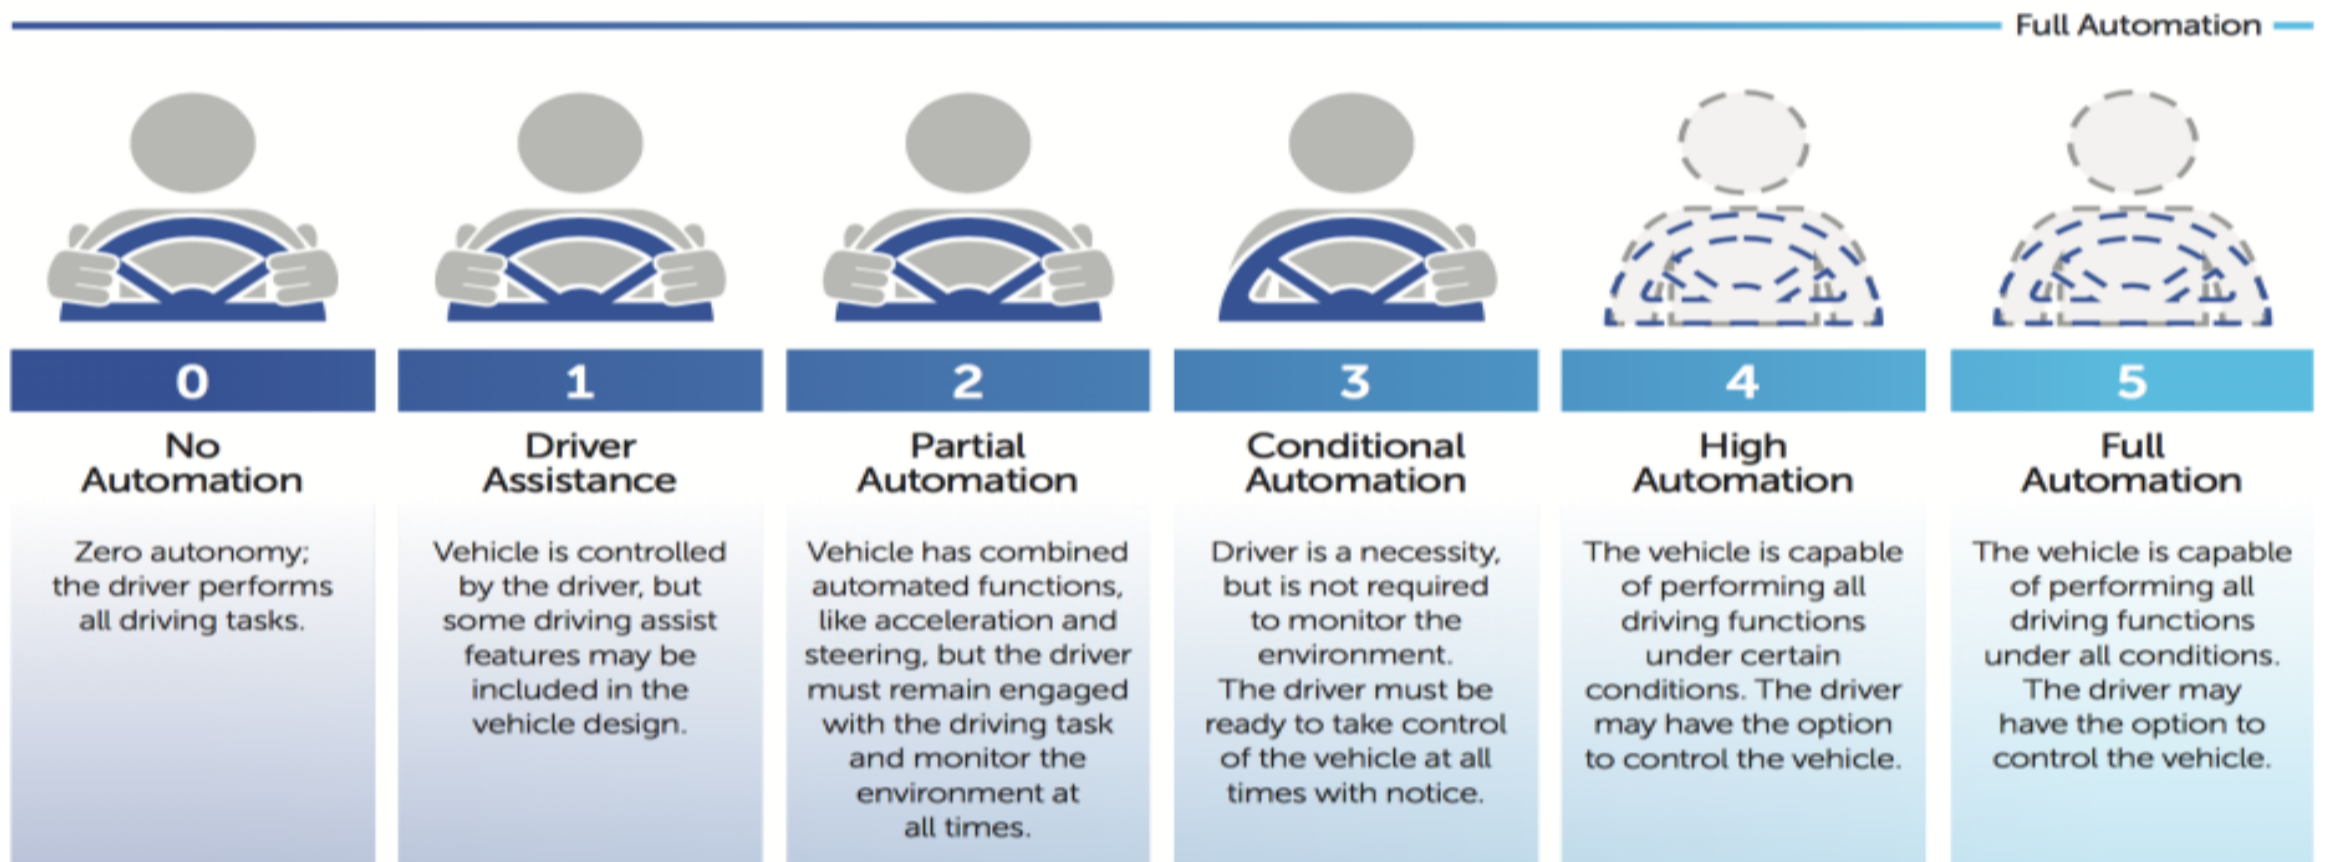 Full Automation
0
No
Automation
Zero autonomy;
the driver performs
all driving tasks.
1
Driver
Assistance
Vehicle is controlled
by the driver, but
some driving assist
features may be
included in the
vehicle design.
2
Partial
Automation
Vehicle has combined
automated functions,
like acceleration and
steering, but the driver
must remain engaged
with the driving task
and monitor the
environment at
all times.
3
Conditional
Automation
Driver is a necessity,
but is not required
to monitor the
environment.
The driver must be
ready to take control
of the vehicle at all
times with notice.
4
High
Automation
The vehicle is capable
of performing all
driving functions
under certain
conditions. The driver
may have the option
to control the vehicle.
5
Full
Automation
The vehicle is capable
of performing all
driving functions
under all conditions.
The driver may
have the option to
control the vehicle.